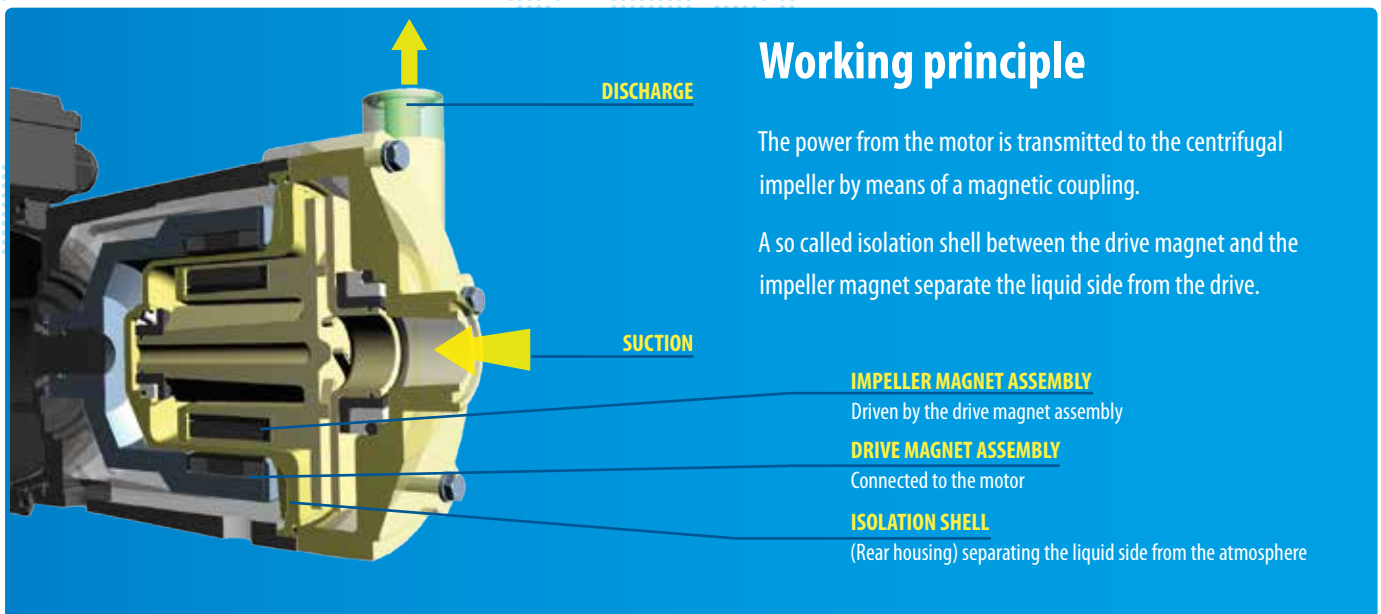 Working principle
DISCHARGE
The power from the motor is transmitted to the centrifugal
impeller by means of a magnetic coupling.
A so called isolation shell between the drive magnet and the
impeller magnet separate the liquid side from the drive.
SUCTION
IMPELLER MAGNET ASSEMBLY
Driven by the drive magnet assembly
DRIVE MAGNET ASSEMBLY
Connected to the motor
ISOLATION SHELL
(Rear housing) separating the liquid side from the atmosphere